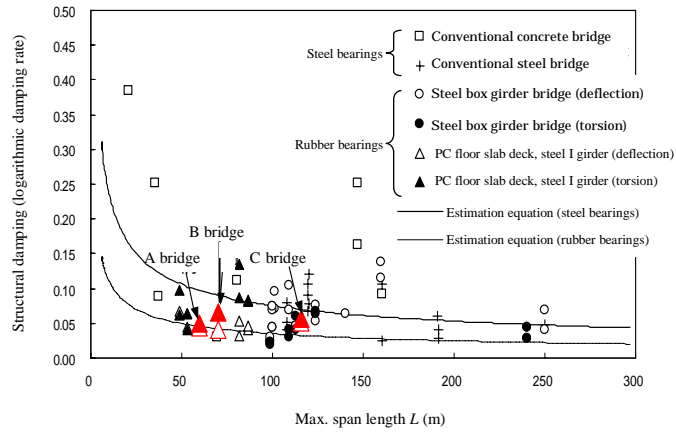 0.50
0.45
0.40
0.35
0.30
0.25
0.20
0.15
0.10
0.05
0.00
Structural damping (logarithmic damping rate)
Steel bearings
Conventional concrete bridge
Conventional steel bridge
Rubber bearings
Steel box girder bridge (deflection)
Steel box girder bridge (torsion)
PC floor slab deck, steel I girder (deflection)
PC floor slab deck, steel I girder (torsion)
Estimation equation (steel bearings)
Estimation equation (rubber bearings)
A bridge
B bridge
C bridge
0 50 100 150 200 250 300
Max. span length L (m)